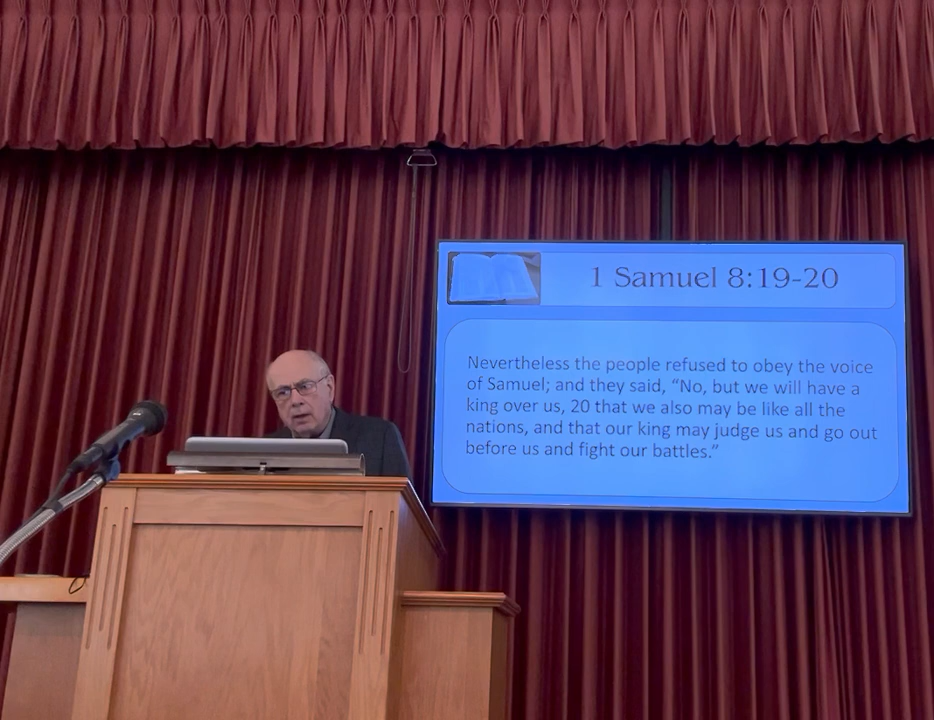 1 Samuel 8:19-20
Nevertheless the people refused to obey the voice
of Samuel; and they said, “No, but we will have a
king over us, 20 that we also may be like all the
nations, and that our king may judge us and go out
before us and fight our battles.”